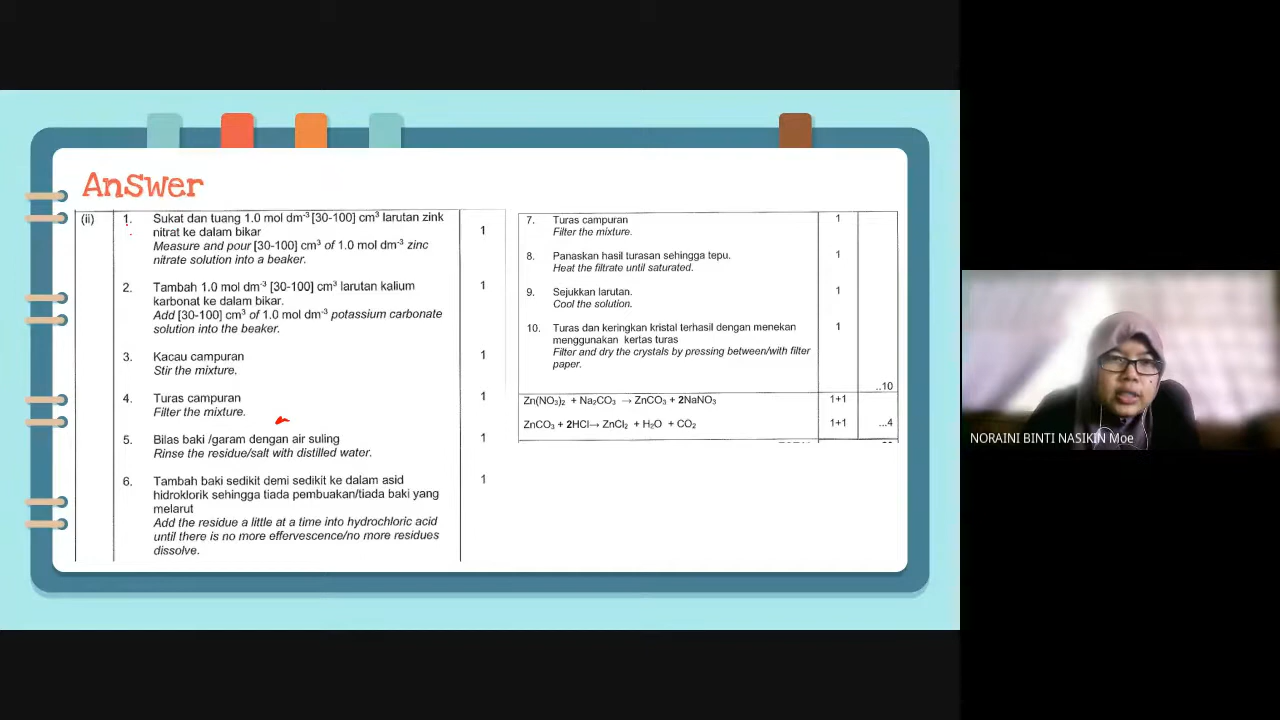 Answer
(ii) 1. Sukat dan tuang 1.0 mol dm⁻³ [30-100] cm³ larutan zink
nitrat ke dalam bikar 1
Measure and pour [30-100] cm³ of 1.0 mol dm⁻³ zinc
nitrate solution into a beaker.
2. Tambah 1.0 mol dm⁻³ [30-100] cm³ larutan kalium 1
karbonat ke dalam bikar.
Add [30-100] cm³ of 1.0 mol dm⁻³ potassium carbonate
solution into the beaker.
3. Kacau campuran 1
Stir the mixture.
4. Turas campuran 1
Filter the mixture.
5. Bilas baki /garam dengan air suling 1
Rinse the residue/salt with distilled water.
6. Tambah baki sedikit demi sedikit ke dalam asid 1
hidroklorik sehingga tiada pembuakan/tiada baki yang
melarut
Add the residue a little at a time into hydrochloric acid
until there is no more effervescence/no more residues
dissolve.
7. Turas campuran 1
Filter the mixture.
8. Panaskan hasil turasan sehingga tepu. 1
Heat the filtrate until saturated.
9. Sejukkan larutan. 1
Cool the solution.
10. Turas dan keringkan kristal terhasil dengan menekan 1
menggunakan kertas turas
Filter and dry the crystals by pressing between/with filter
paper.
..10
Zn(NO₃)₂ + Na₂CO₃ → ZnCO₃ + 2NaNO₃ 1+1
ZnCO₃ + 2HCl→ ZnCl₂ + H₂O + CO₂ 1+1 ...4
NORAINI BINTI NASIKIN Moe